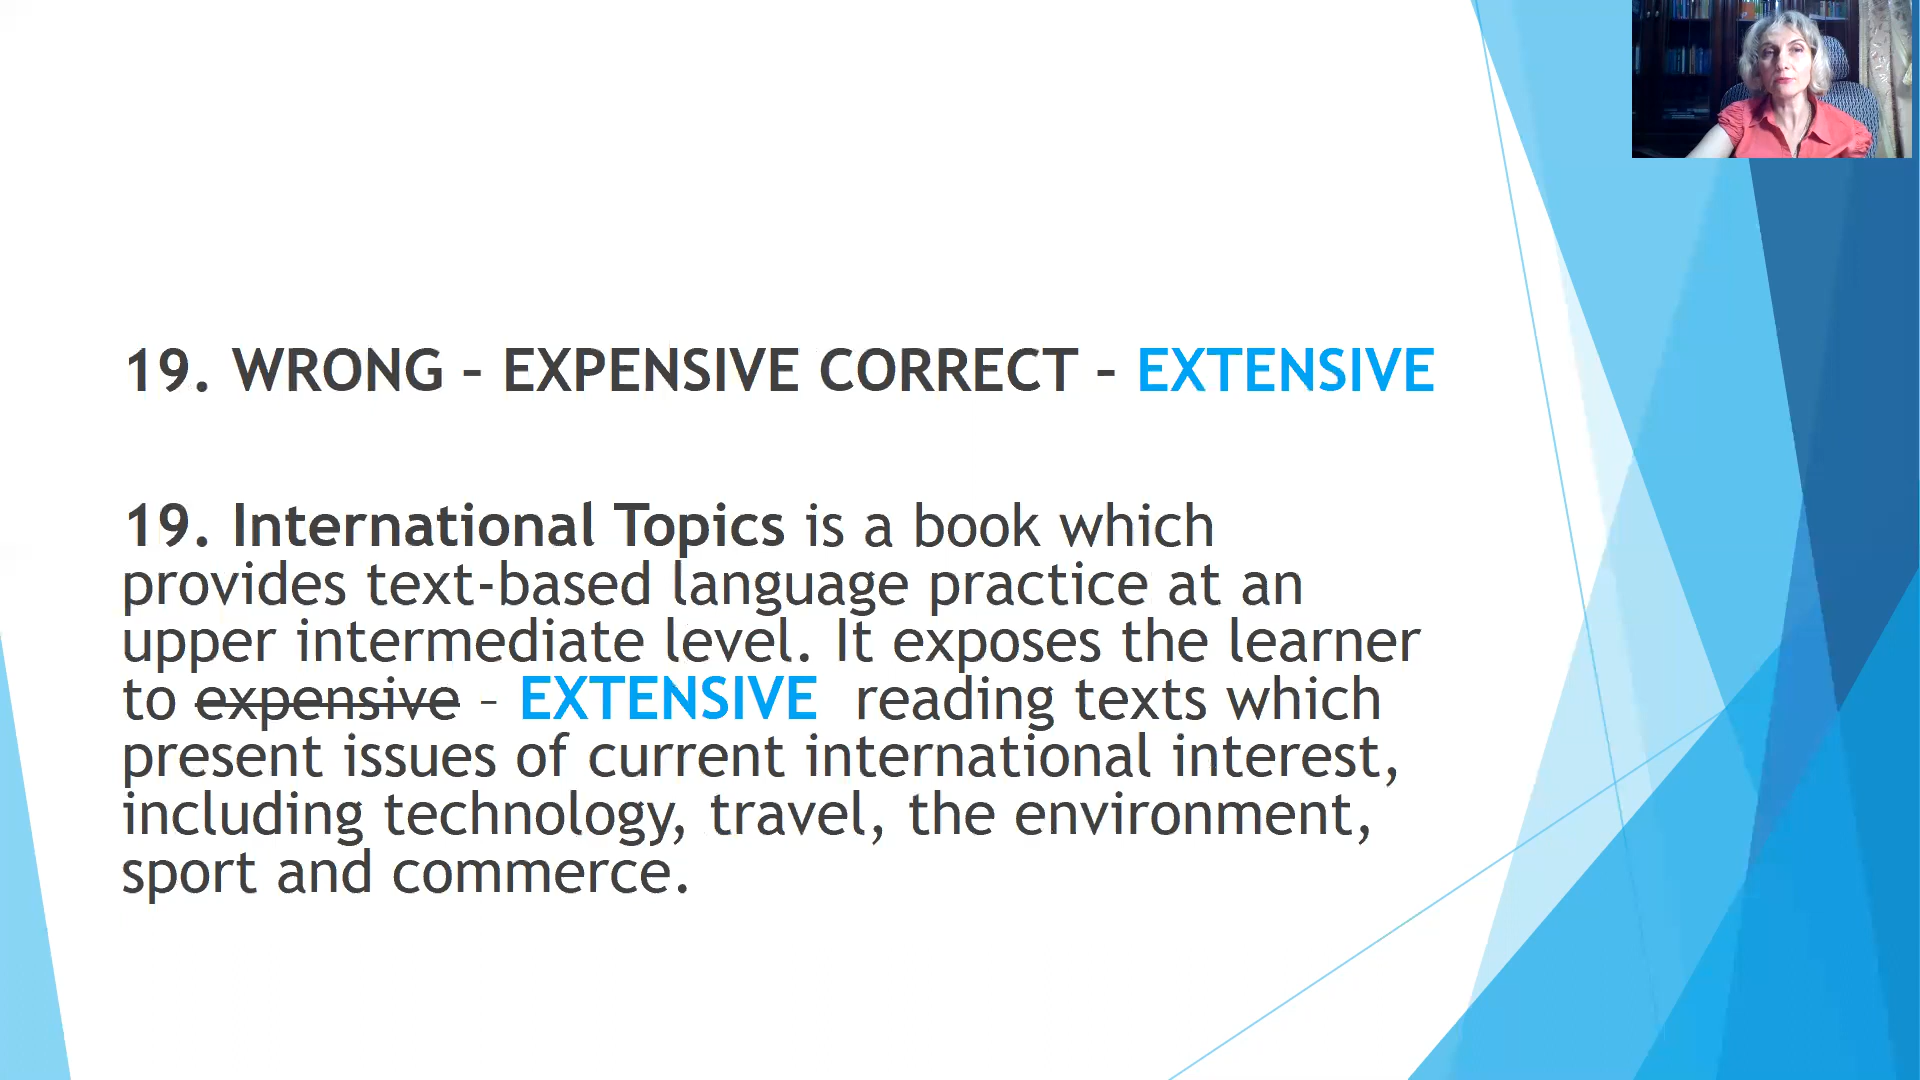 19. WRONG – EXPENSIVE CORRECT – EXTENSIVE
19. International Topics is a book which
provides text-based language practice at an
upper intermediate level. It exposes the learner
to expensive – EXTENSIVE reading texts which
present issues of current international interest,
including technology, travel, the environment,
sport and commerce.